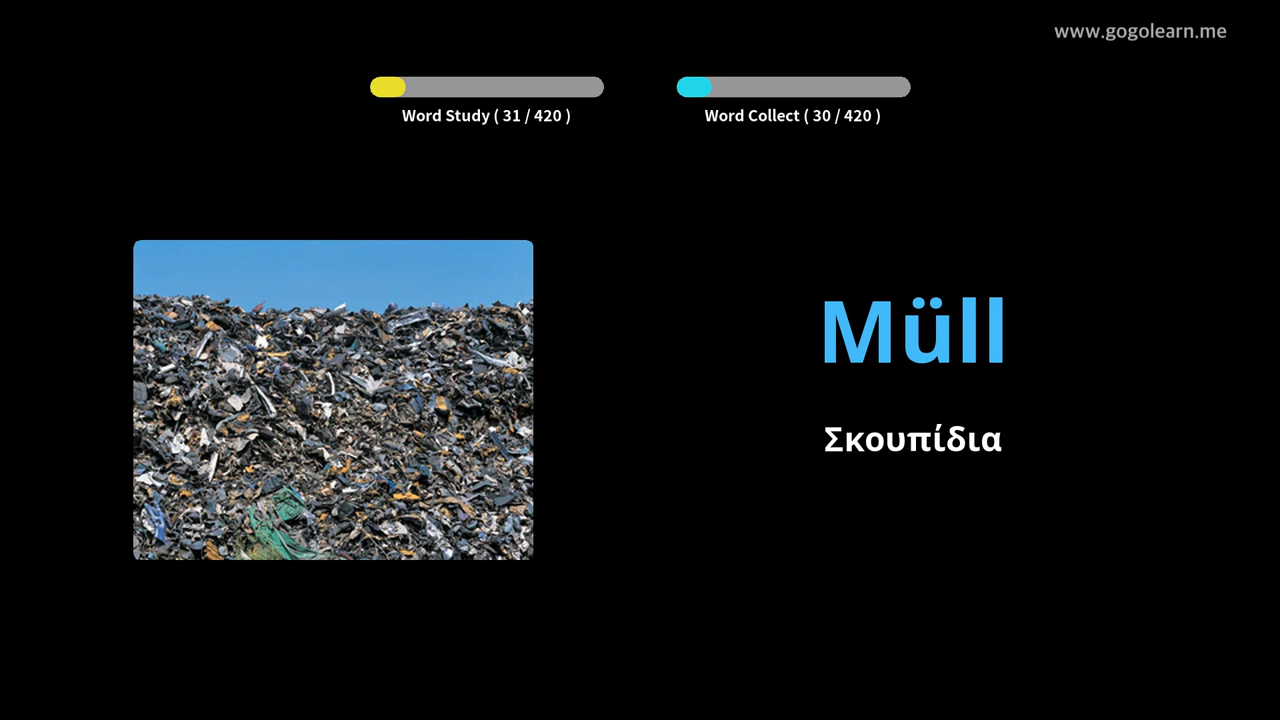 www.gogolearn.me
Word Study ( 31 / 420 )
Word Collect ( 30 / 420 )
Müll
Σκουπίδια